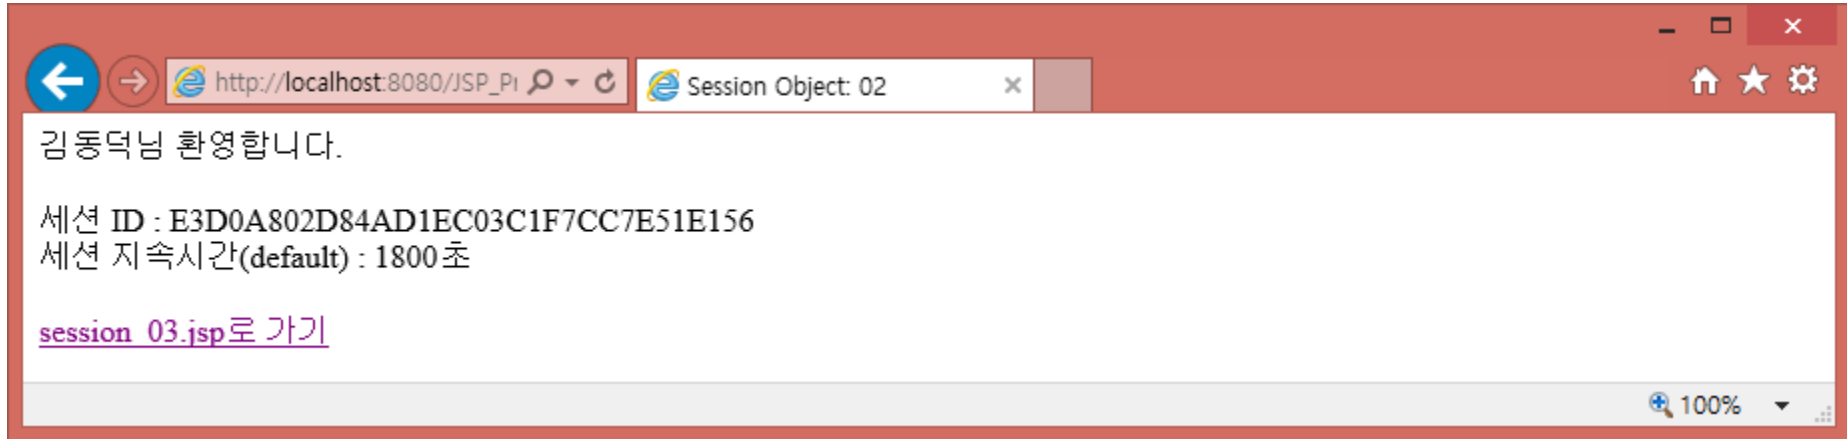 http://localhost:8080/JSP_P
Session Object: 02
김동덕님 환영합니다.
세션 ID : E3D0A802D84AD1EC03C1F7CC7E51E156
세션 지속시간(default) : 1800초
session_03.jsp로 가기
100%